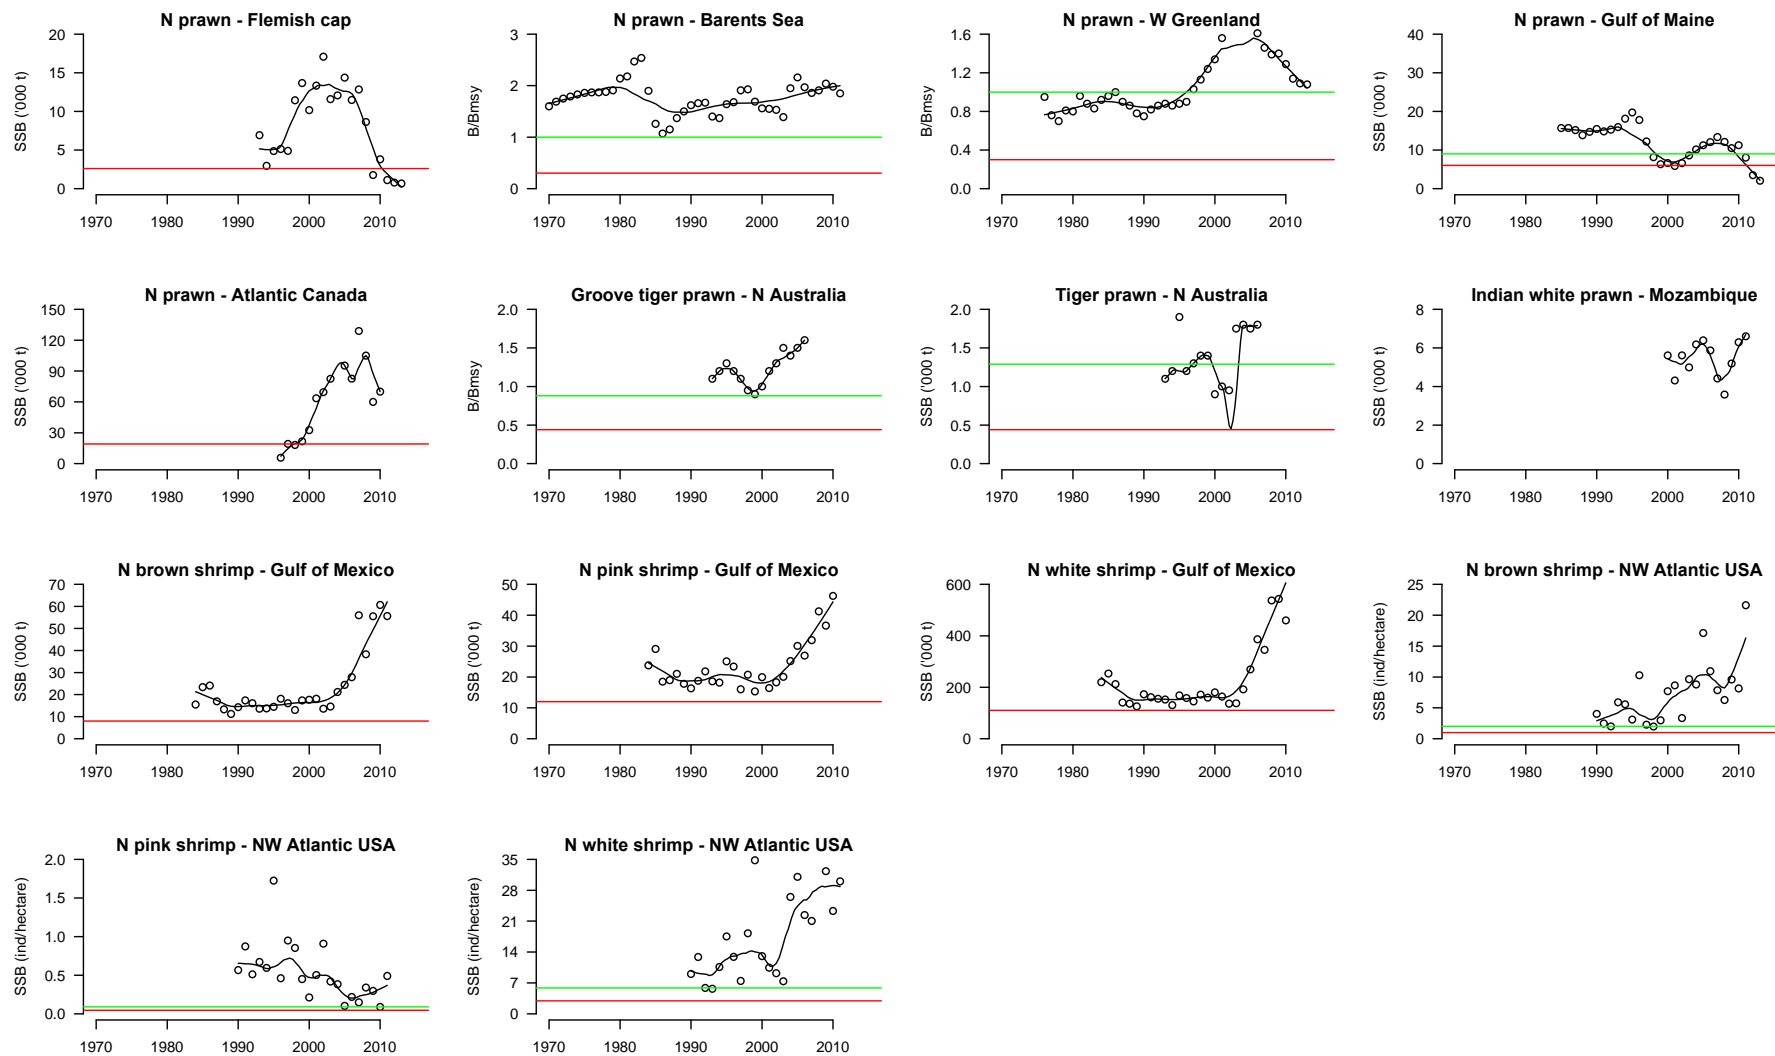 N prawn - Flemish cap
SSB ('000 t)
20
15
10
5
0
1970 1980 1990 2000 2010
N prawn - Barents Sea
B/Bmsy
3
2
1
0
1970 1980 1990 2000 2010
N prawn - W Greenland
B/Bmsy
1.6
1.2
0.8
0.4
0.0
1970 1980 1990 2000 2010
N prawn - Gulf of Maine
SSB ('000 t)
40
30
20
10
0
1970 1980 1990 2000 2010
N prawn - Atlantic Canada
SSB ('000 t)
150
120
90
60
30
0
1970 1980 1990 2000 2010
Groove tiger prawn - N Australia
B/Bmsy
2.0
1.5
1.0
0.5
0.0
1970 1980 1990 2000 2010
Tiger prawn - N Australia
SSB ('000 t)
2.0
1.5
1.0
0.5
0.0
1970 1980 1990 2000 2010
Indian white prawn - Mozambique
SSB ('000 t)
8
6
4
2
0
1970 1980 1990 2000 2010
N brown shrimp - Gulf of Mexico
SSB ('000 t)
70
60
50
40
30
20
10
0
1970 1980 1990 2000 2010
N pink shrimp - Gulf of Mexico
SSB ('000 t)
50
40
30
20
10
0
1970 1980 1990 2000 2010
N white shrimp - Gulf of Mexico
SSB ('000 t)
600
400
200
0
1970 1980 1990 2000 2010
N brown shrimp - NW Atlantic USA
SSB (ind/hectare)
25
20
15
10
5
0
1970 1980 1990 2000 2010
N pink shrimp - NW Atlantic USA
SSB (ind/hectare)
2.0
1.5
1.0
0.5
0.0
1970 1980 1990 2000 2010
N white shrimp - NW Atlantic USA
SSB (ind/hectare)
35
28
21
14
7
0
1970 1980 1990 2000 2010